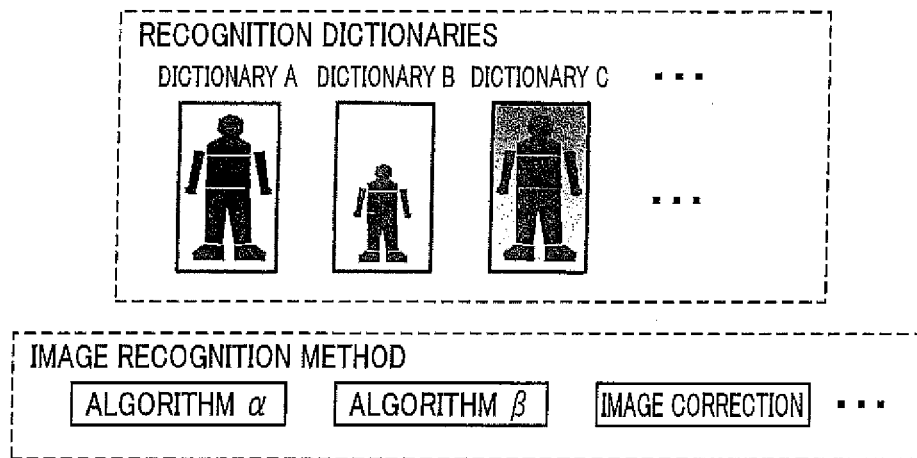 RECOGNITION DICTIONARIES
DICTIONARY A DICTIONARY B DICTIONARY C ...
...
IMAGE RECOGNITION METHOD
ALGORITHM α ALGORITHM β IMAGE CORRECTION ...